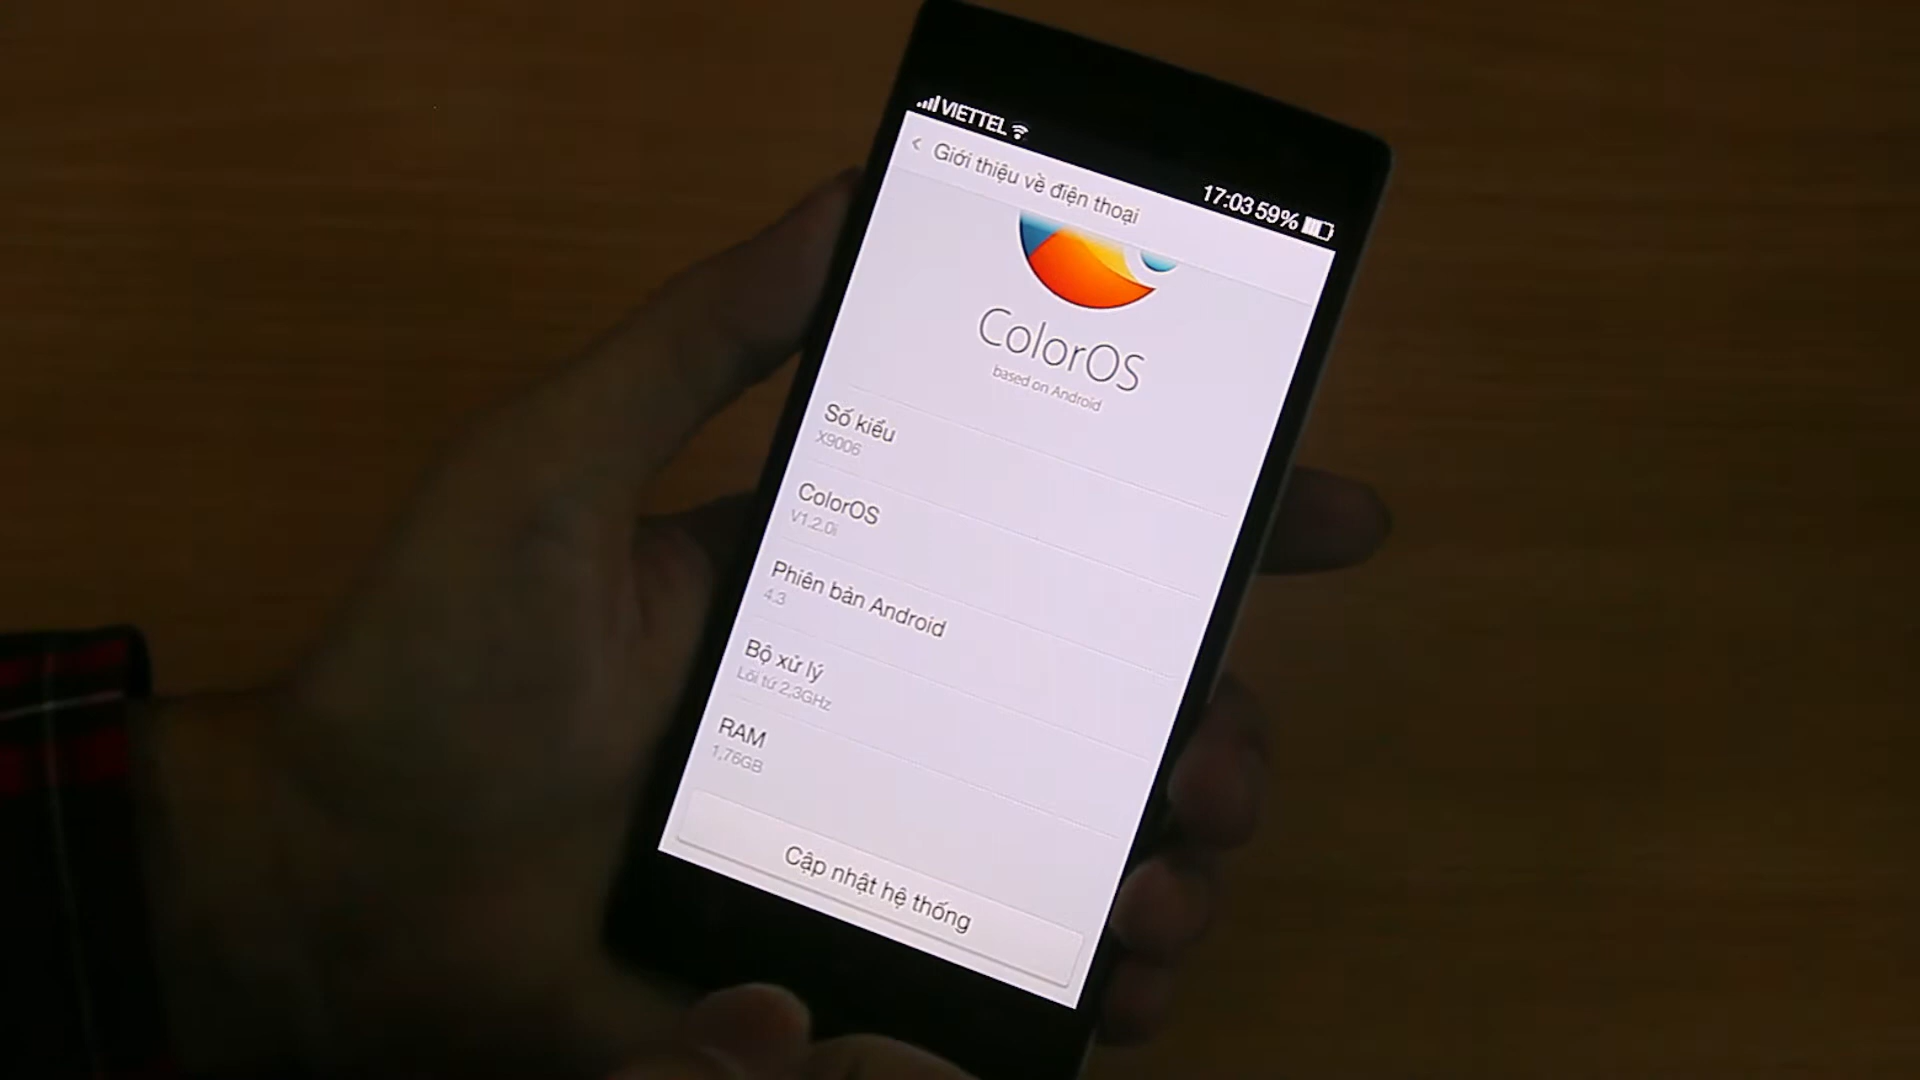 VIETTEL
17:03 59%
Giới thiệu về điện thoại
ColorOS
based on Android
Số kiểu
X9006
ColorOS
V1.2.0i
Phiên bản Android
4.3
Bộ xử lý
Lõi tứ 2,3GHz
RAM
1,76GB
Cập nhật hệ thống